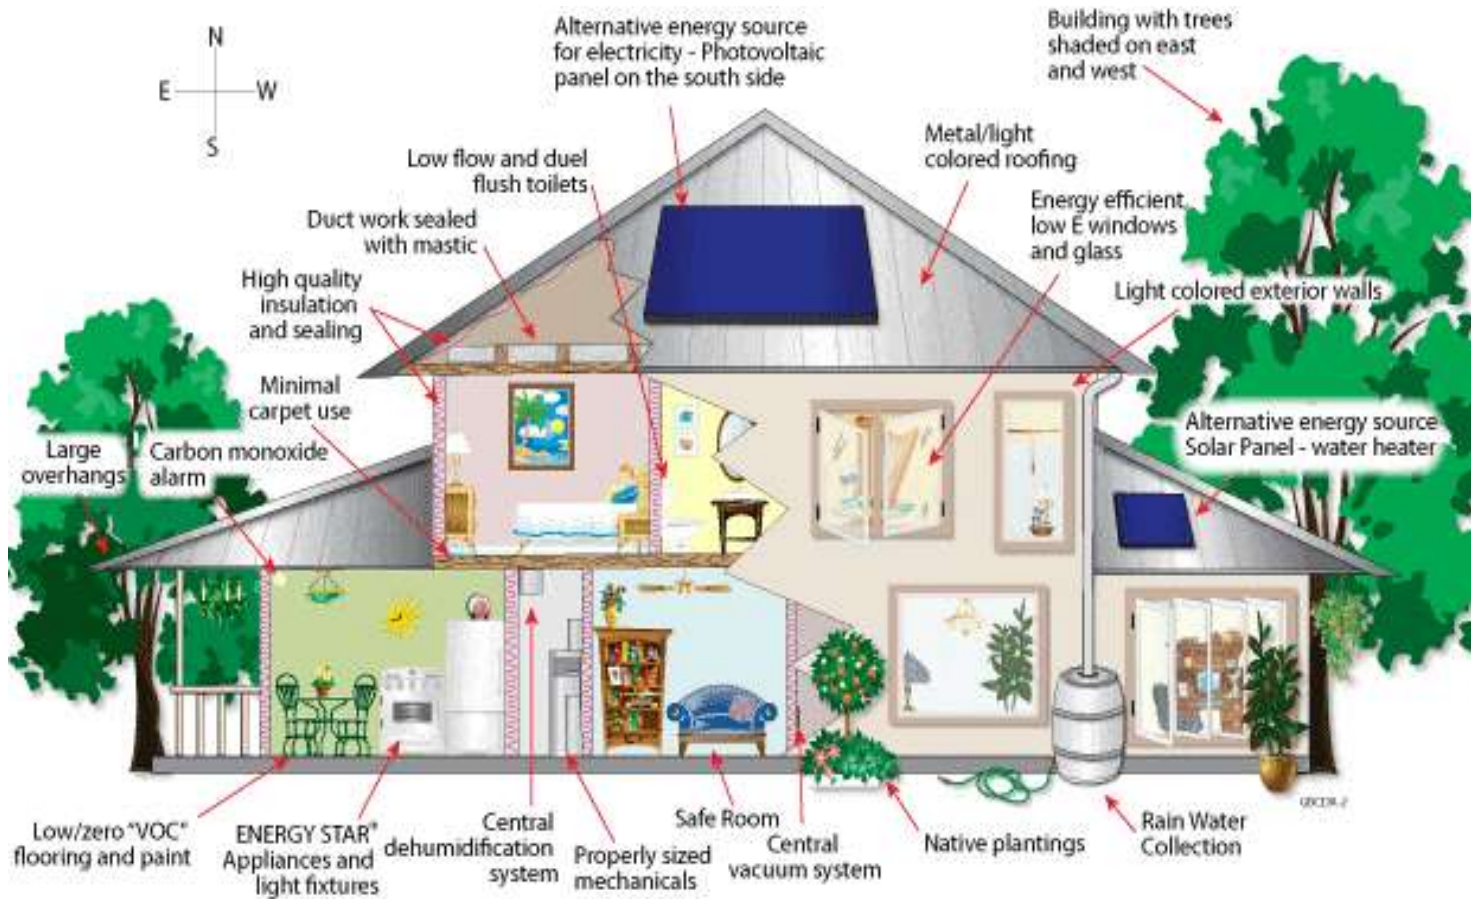 N
E
W
S
Alternative energy source
for electricity - Photovoltaic
panel on the south side
Building with trees
shaded on east
and west
Low flow and duel
flush toilets
Metal/light
colored roofing
Duct work sealed
with mastic
Energy efficient
low E windows
and glass
High quality
insulation
and sealing
Light colored exterior walls
Minimal
carpet use
Alternative energy source
Solar Panel - water heater
Large
overhangs
Carbon monoxide
alarm
Low/zero "VOC"
flooring and paint
ENERGY STAR®
Appliances and
light fixtures
Central
dehumidification
system
Properly sized
mechanicals
Safe Room
Central
vacuum system
Native plantings
Rain Water
Collection